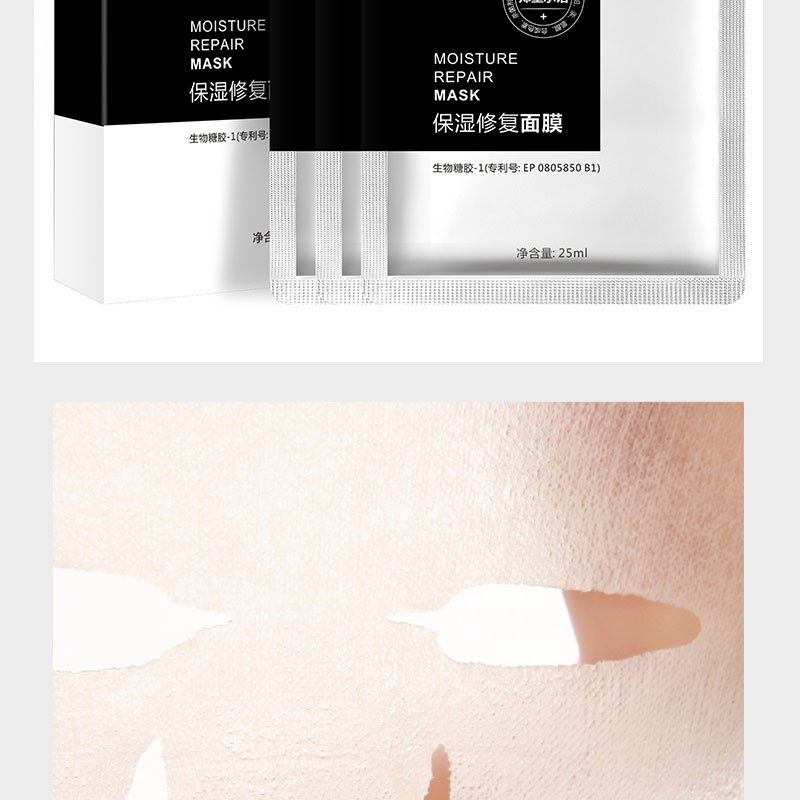 MOISTURE
REPAIR
MASK
保湿修复
生物糖胶-1(专利号:
净含
MOISTURE
REPAIR
MASK
保湿修复面膜
生物糖胶-1(专利号: EP 0805850 B1)
净含量: 25ml